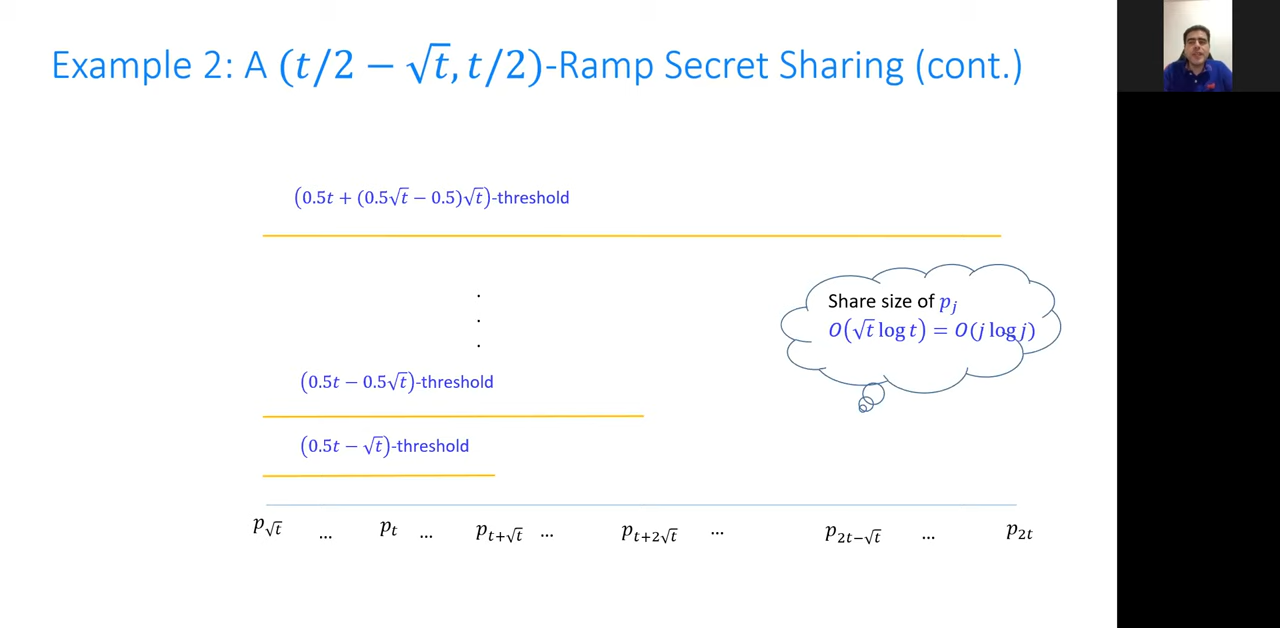 Example 2: A (t/2 − √t, t/2)-Ramp Secret Sharing (cont.)
(0.5t + (0.5√t − 0.5)√t)-threshold
.
.
.
Share size of p_j
O(√t log t) = O(j log j)
(0.5t − 0.5√t)-threshold
(0.5t − √t)-threshold
p_√t ... p_t ... p_{t+√t} ... p_{t+2√t} ... p_{2t−√t} ... p_{2t}